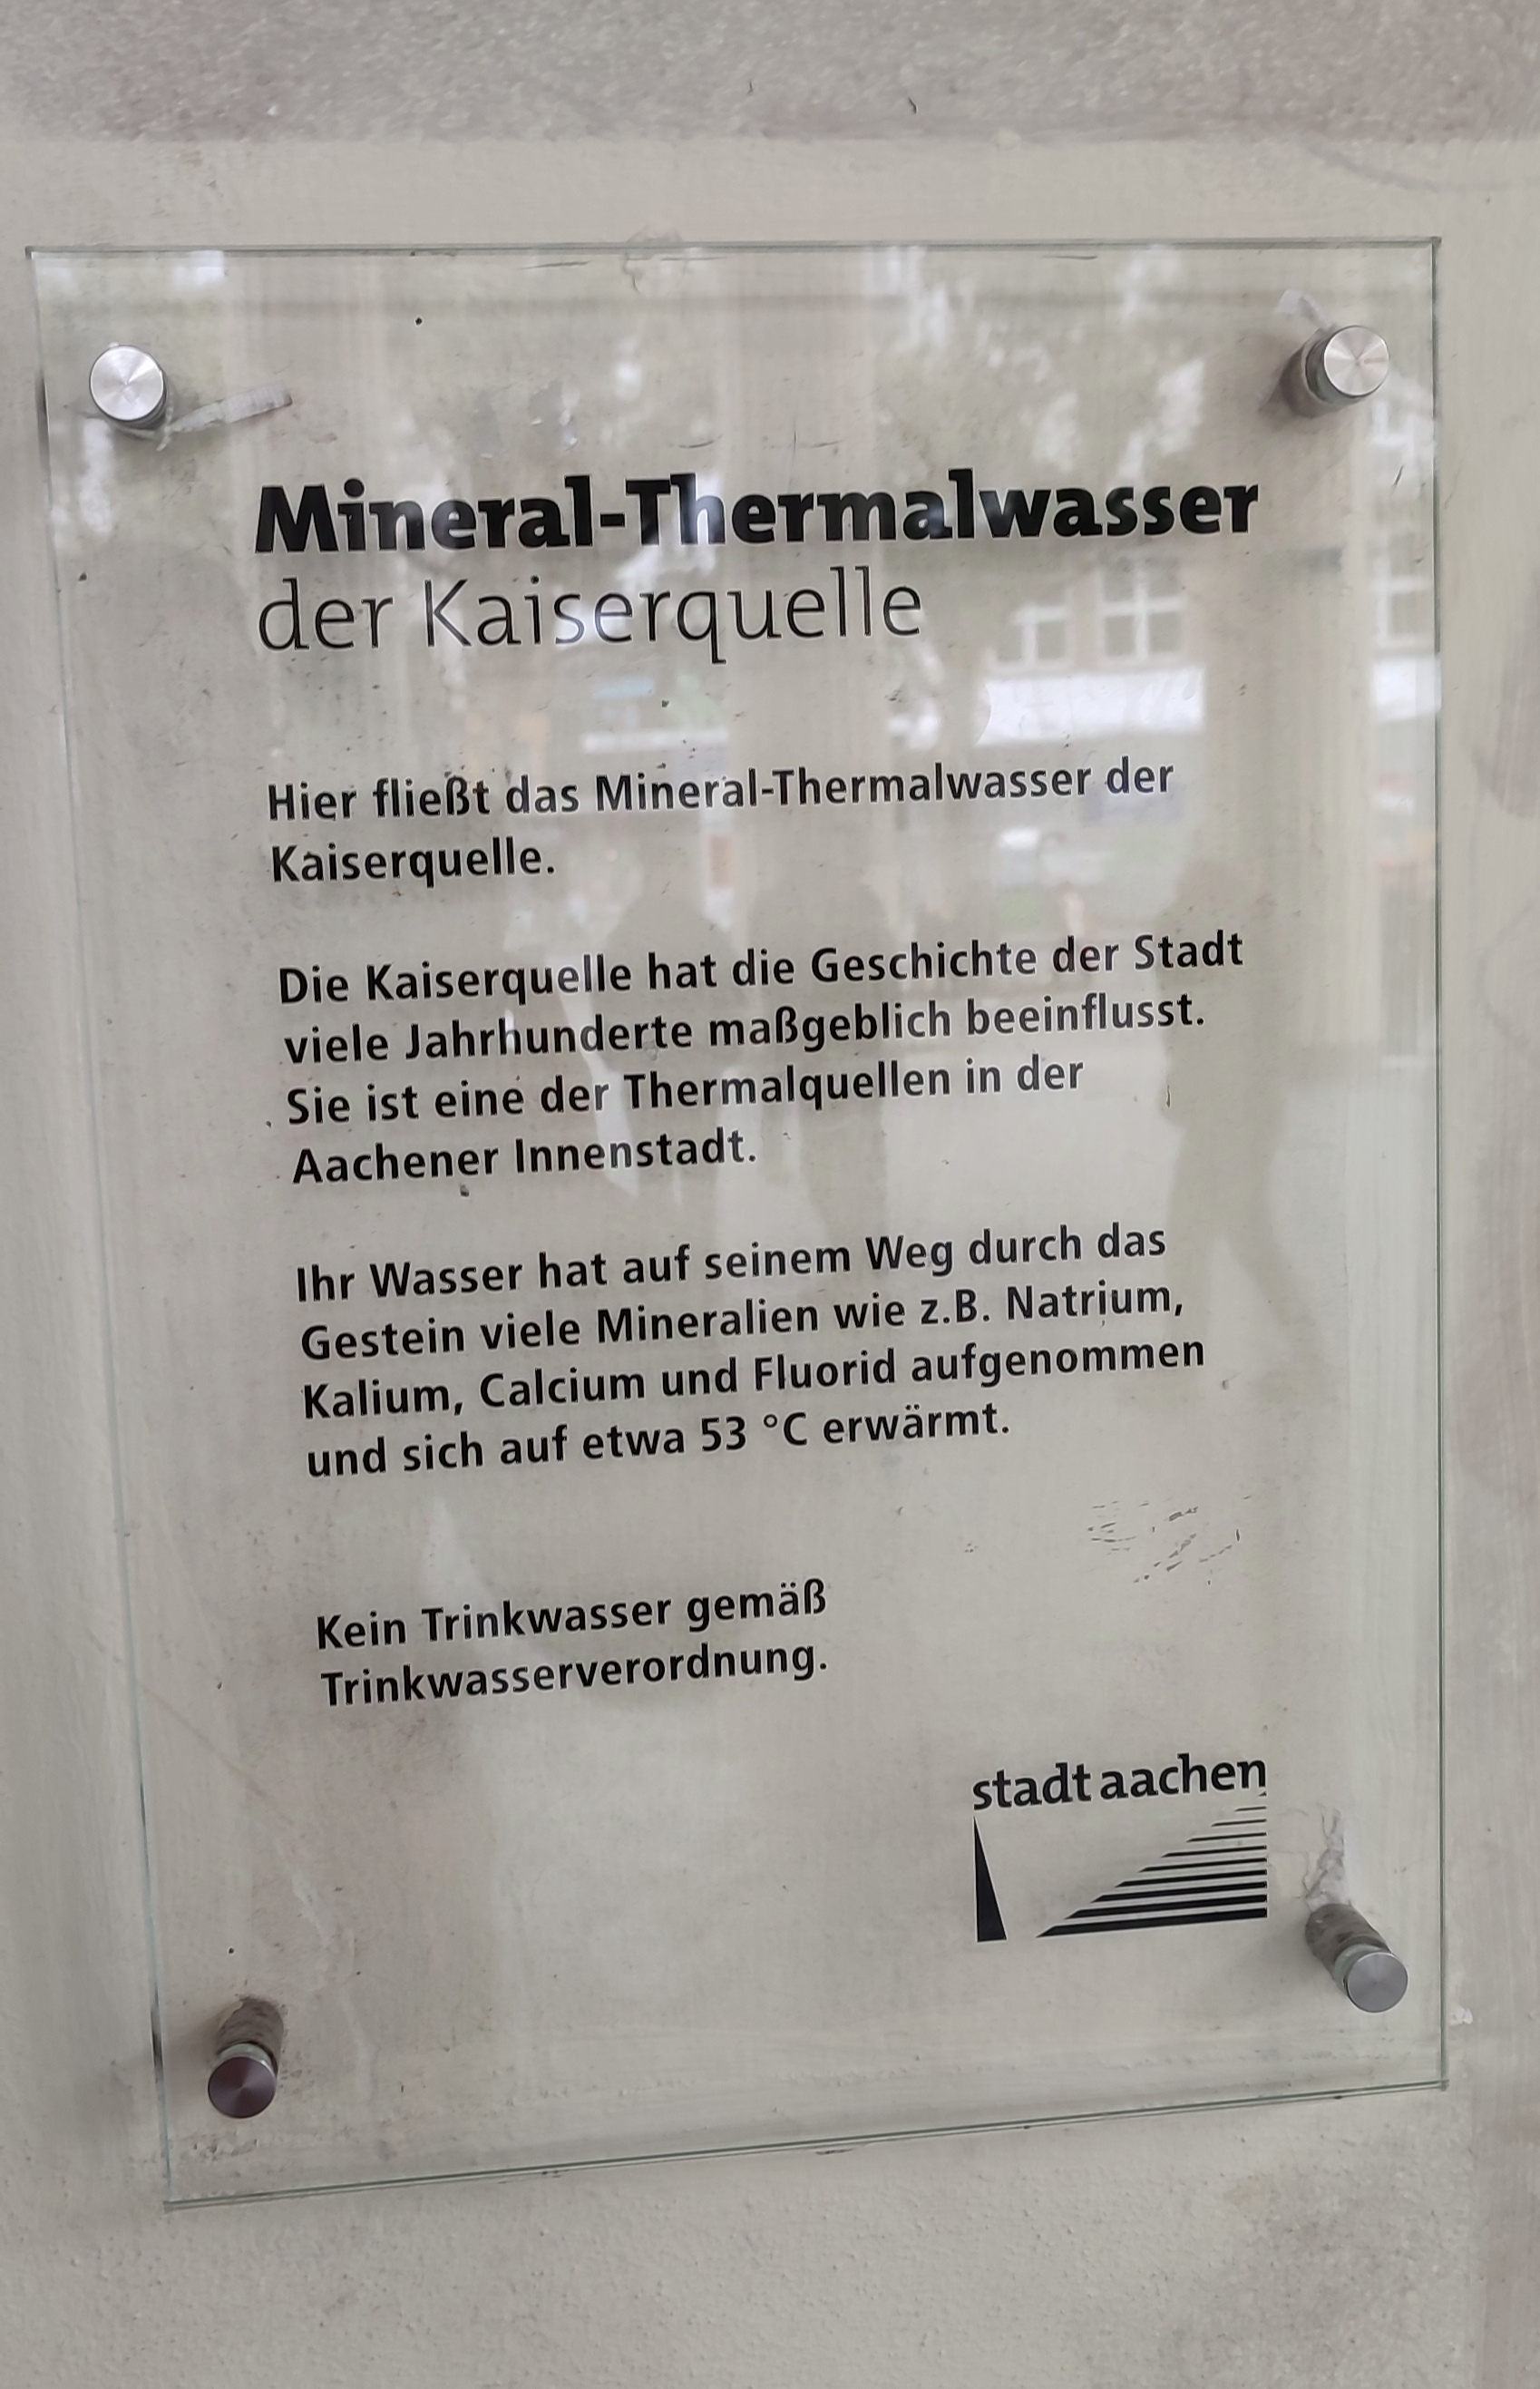 Mineral-Thermalwasser
der Kaiserquelle
Hier fließt das Mineral-Thermalwasser der
Kaiserquelle.
Die Kaiserquelle hat die Geschichte der Stadt
viele Jahrhunderte maßgeblich beeinflusst.
Sie ist eine der Thermalquellen in der
Aachener Innenstadt.
Ihr Wasser hat auf seinem Weg durch das
Gestein viele Mineralien wie z.B. Natrium,
Kalium, Calcium und Fluorid aufgenommen
und sich auf etwa 53 °C erwärmt.
Kein Trinkwasser gemäß
Trinkwasserverordnung.
stadt aachen